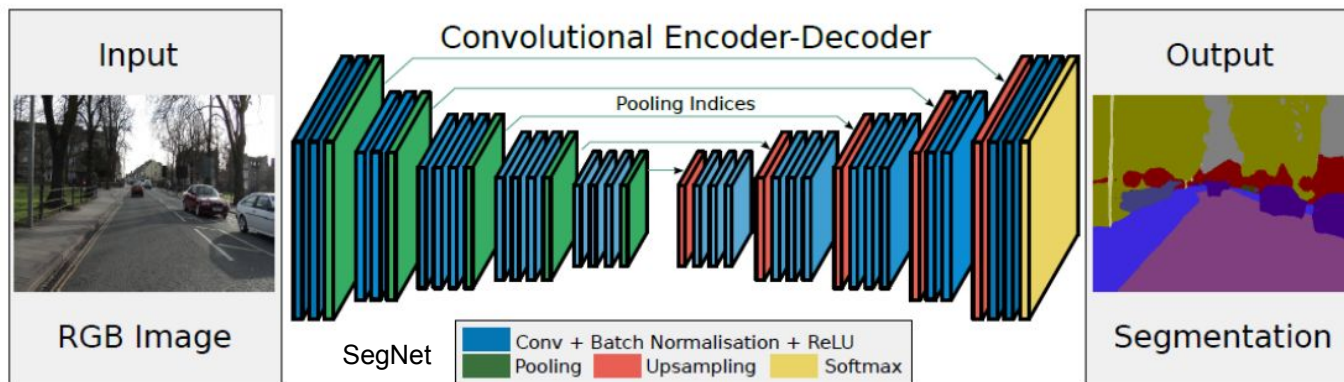 Input
RGB Image
Convolutional Encoder-Decoder
Pooling Indices
SegNet
Conv + Batch Normalisation + ReLU
Pooling Upsampling Softmax
Output
Segmentation